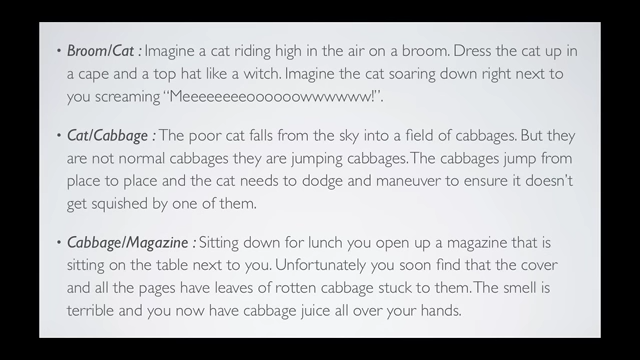 • Broom/Cat : Imagine a cat riding high in the air on a broom. Dress the cat up in
a cape and a top hat like a witch. Imagine the cat soaring down right next to
you screaming “Meeeeeeeeoooooowwwwww!”.
• Cat/Cabbage : The poor cat falls from the sky into a field of cabbages. But they
are not normal cabbages they are jumping cabbages. The cabbages jump from
place to place and the cat needs to dodge and maneuver to ensure it doesn’t
get squished by one of them.
• Cabbage/Magazine : Sitting down for lunch you open up a magazine that is
sitting on the table next to you. Unfortunately you soon find that the cover
and all the pages have leaves of rotten cabbage stuck to them. The smell is
terrible and you now have cabbage juice all over your hands.